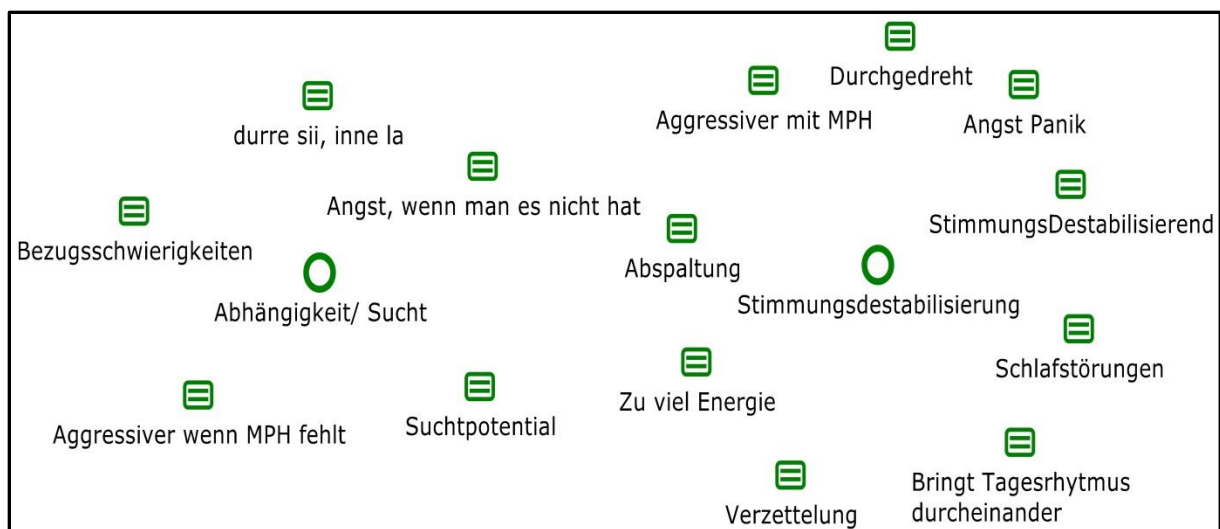 Durchgedreht
Aggressiver mit MPH
Angst Panik
durre sii, inne la
Angst, wenn man es nicht hat
StimmungsDestabilisierend
Bezugsschwierigkeiten
Abspaltung
Abhängigkeit/ Sucht
Stimmungsdestabilisierung
Schlafstörungen
Zu viel Energie
Suchtpotential
Aggressiver wenn MPH fehlt
Bringt Tagesrhytmus
durcheinander
Verzettelung